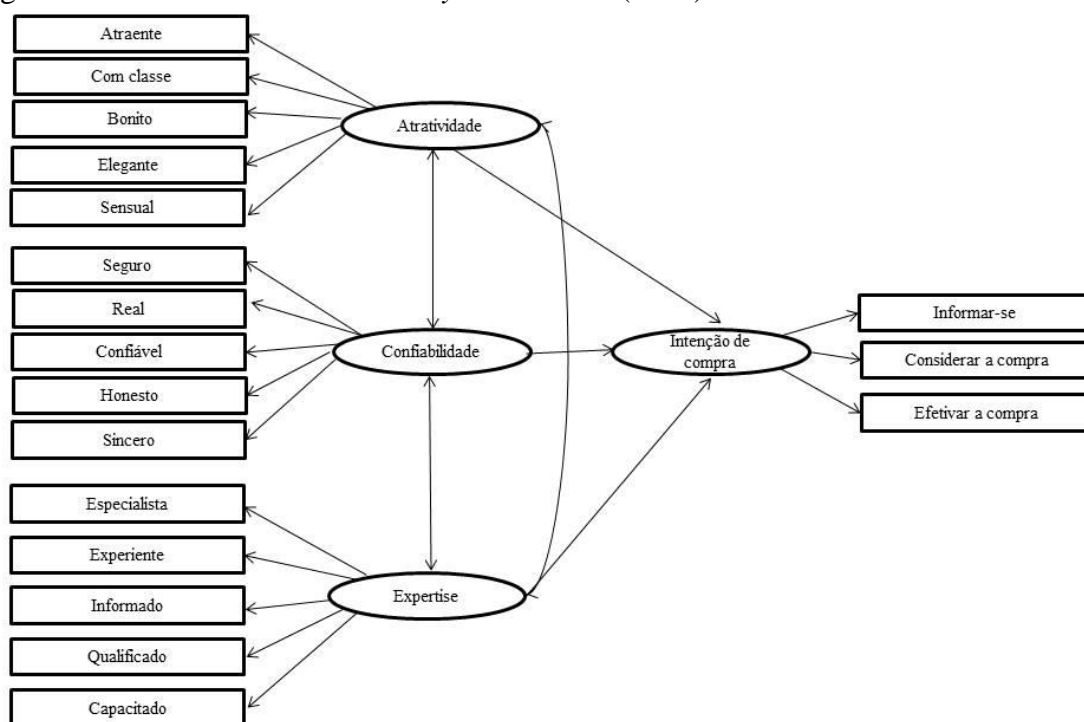 Atraente
Com classe
Bonito
Elegante
Sensual
Atratividade
Seguro
Real
Confiável
Honesto
Sincero
Confiabilidade
Intenção de
compra
Informar-se
Considerar a compra
Efetivar a compra
Especialista
Experiente
Informado
Qualificado
Capacitado
Expertise